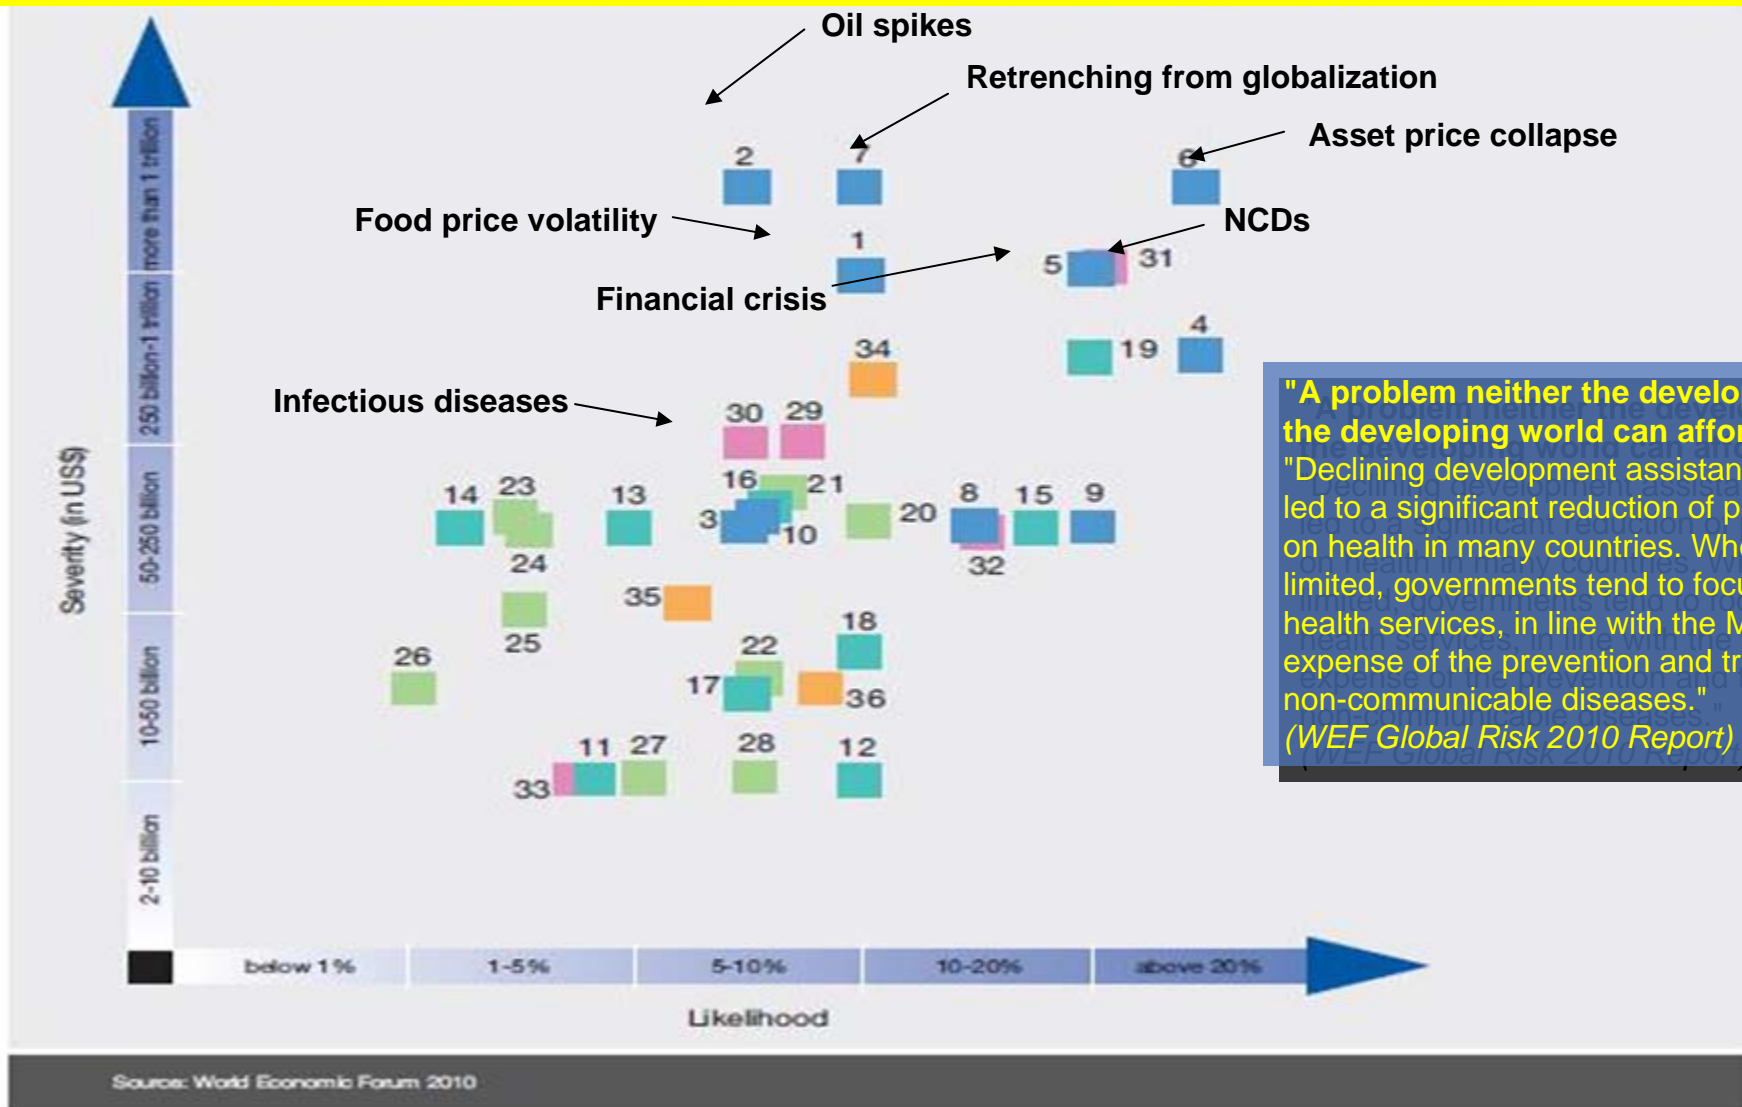 Oil spikes
Retrenching from globalization
Asset price collapse
2
7
6
Food price volatility
NCDs
1
5
31
Financial crisis
34
19
4
Infectious diseases
30
29
14
23
13
16
21
8
15
9
3
10
20
24
32
35
25
18
26
22
17
36
11
27
28
12
33
Severity (in US$)
more than 1 trillion
250 billion-1 trillion
50-250 billion
10-50 billion
2-10 billion
below 1%
1-5%
5-10%
10-20%
above 20%
Likelihood
"A problem neither the develo
the developing world can affor
"Declining development assistan
led to a significant reduction of p
on health in many countries. Whe
limited, governments tend to focu
health services, in line with the M
expense of the prevention and tr
non-communicable diseases."
(WEF Global Risk 2010 Report)
Source: World Economic Forum 2010